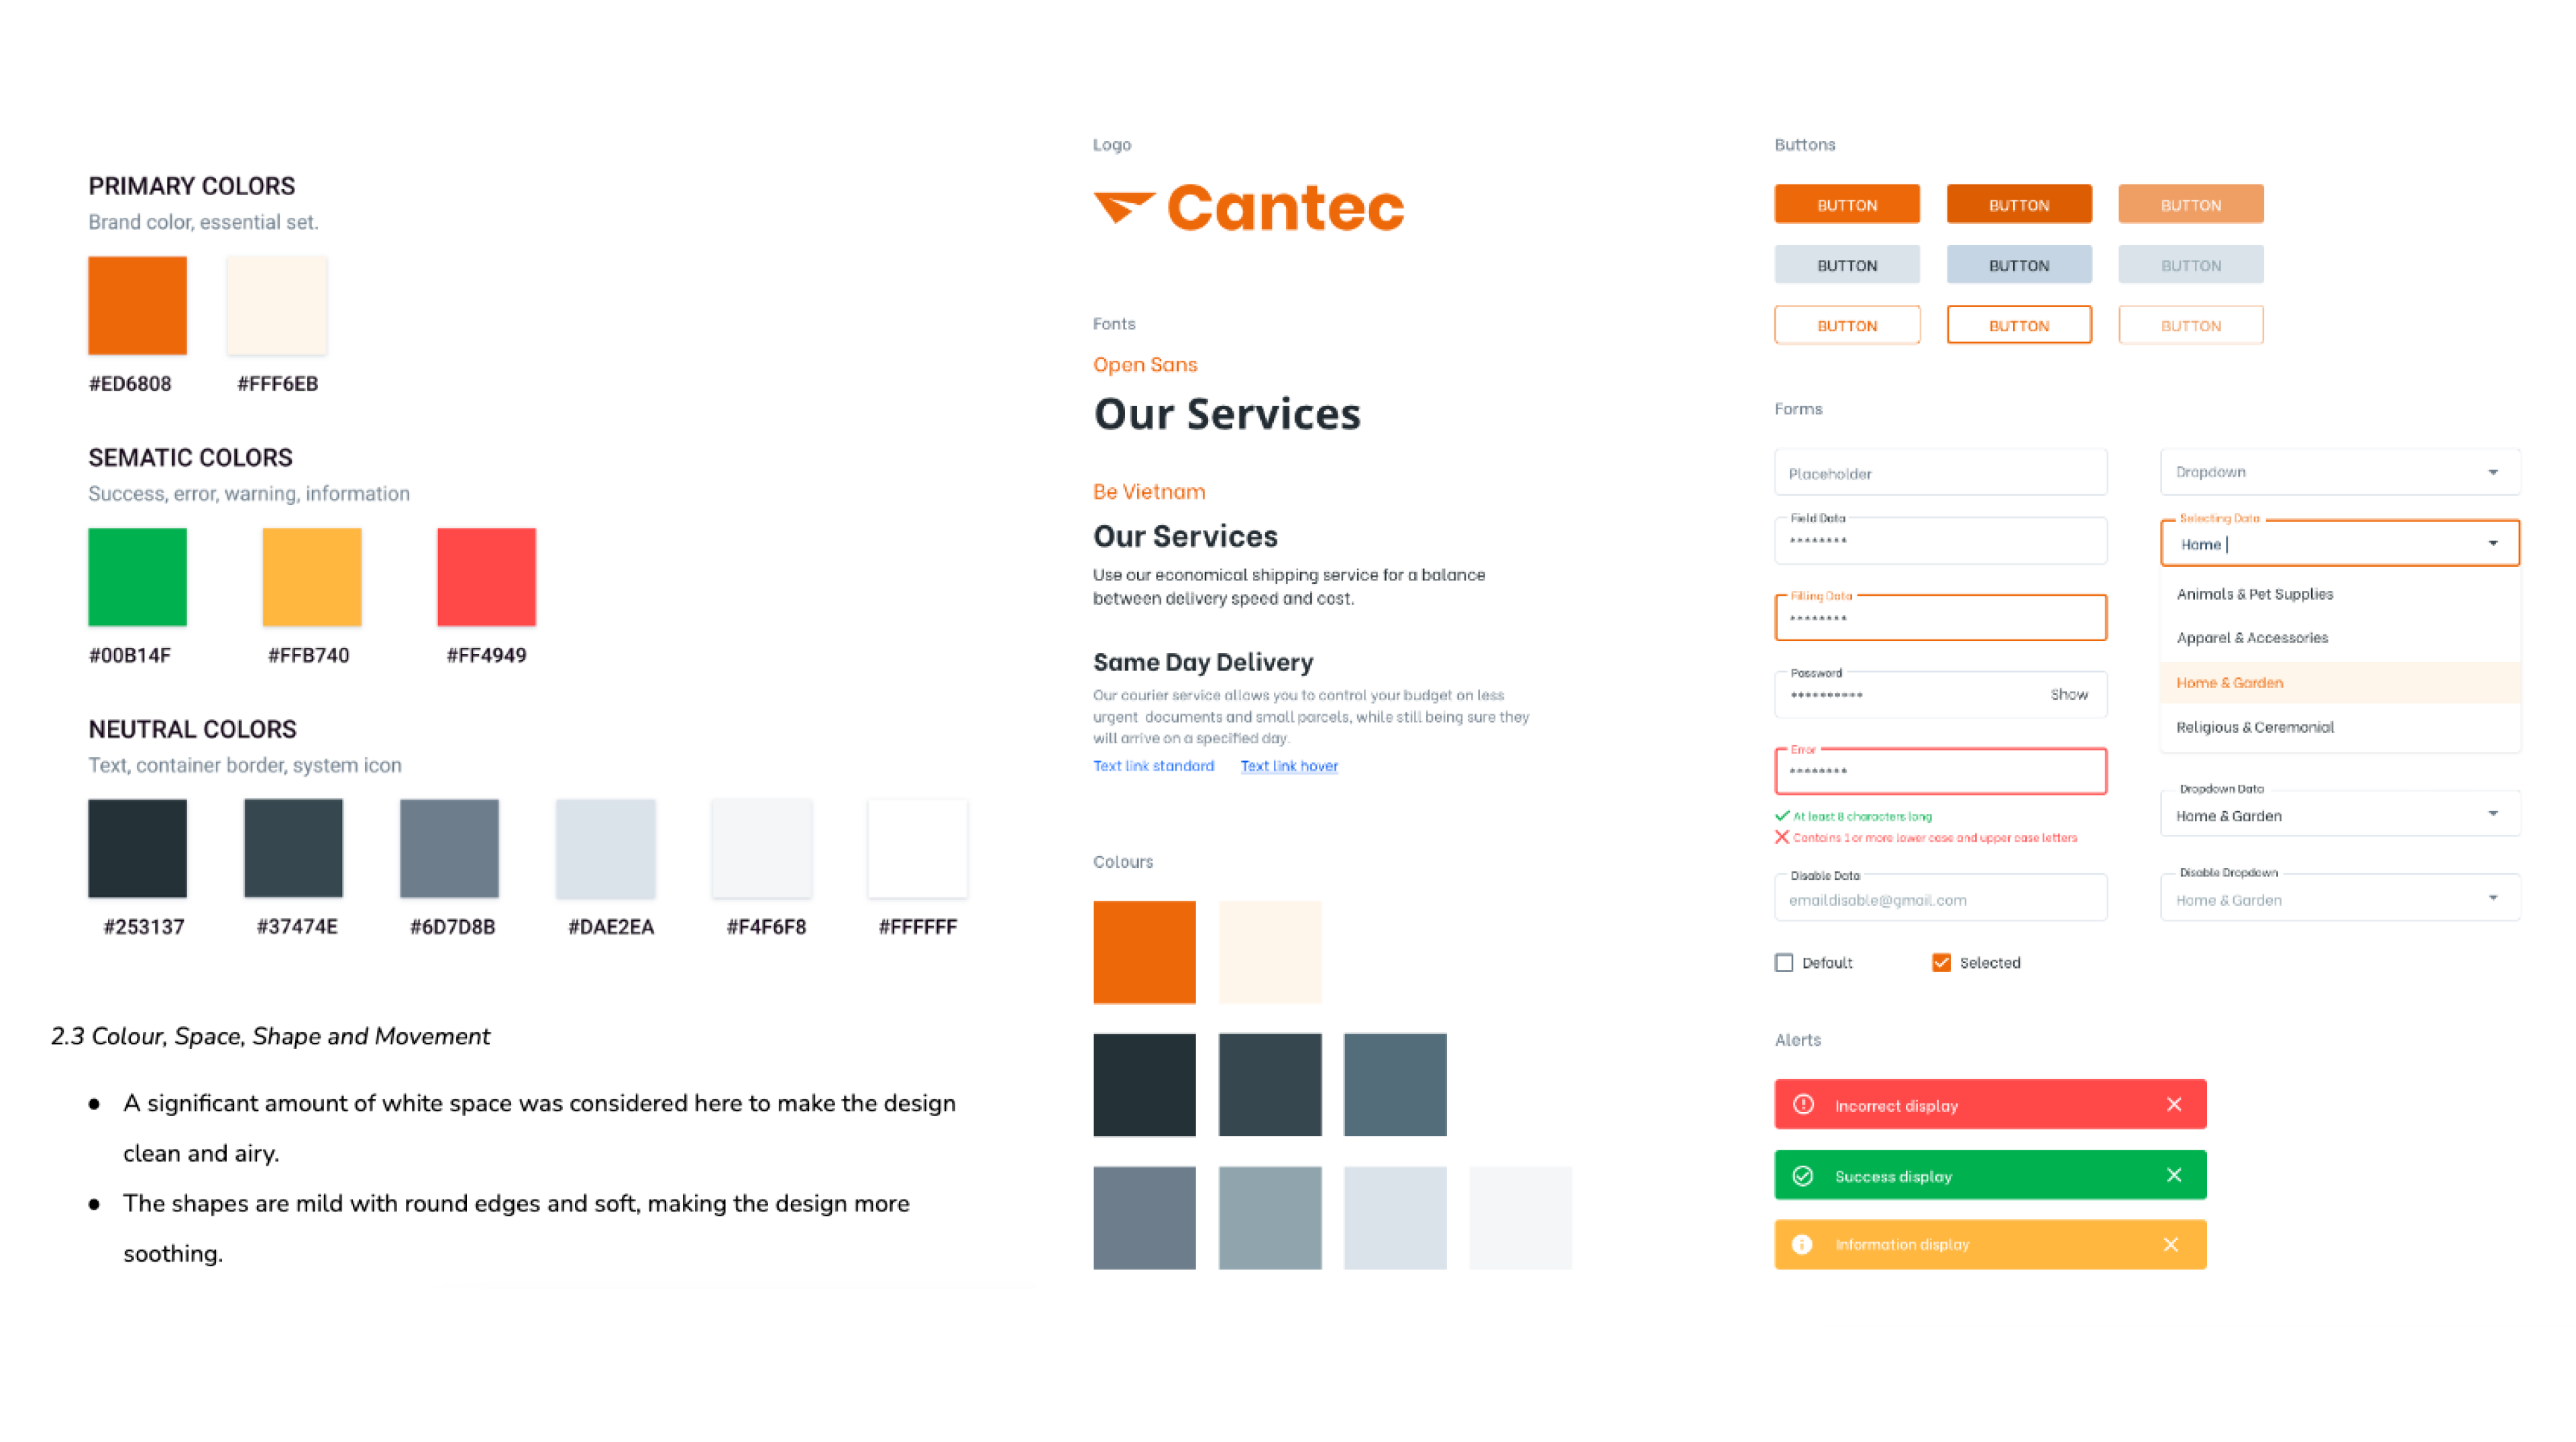 PRIMARY COLORS
Brand color, essential set.
#ED6808
#FFF6EB
SEMATIC COLORS
Success, error, warning, information
#00B14F
#FFB740
#FF4949
NEUTRAL COLORS
Text, container border, system icon
#253137
#37474E
#6D7D8B
#DAE2EA
#F4F6F8
#FFFFFF
2.3 Colour, Space, Shape and Movement
● A significant amount of white space was considered here to make the design
clean and airy.
● The shapes are mild with round edges and soft, making the design more
soothing.
Logo
Cantec
Fonts
Open Sans
Our Services
Be Vietnam
Our Services
Use our economical shipping service for a balance
between delivery speed and cost.
Same Day Delivery
Our courier service allows you to control your budget on less
urgent documents and small parcels, while still being sure they
will arrive on a specified day.
Text link standard
Text link hover
Colours
Buttons
BUTTON
BUTTON
BUTTON
BUTTON
BUTTON
BUTTON
BUTTON
BUTTON
BUTTON
Forms
Placeholder
Field Data
********
Filling Data
********
Password
**********
Show
Error
********
At least 8 characters long
Contains 1 or more lower case and upper case letters
Disable Data
emaildisable@gmail.com
Default
Selected
Dropdown
Selecting Data
Home |
Animals & Pet Supplies
Apparel & Accessories
Home & Garden
Religious & Ceremonial
Dropdown Data
Home & Garden
Disable Dropdown
Home & Garden
Alerts
Incorrect display
Success display
Information display